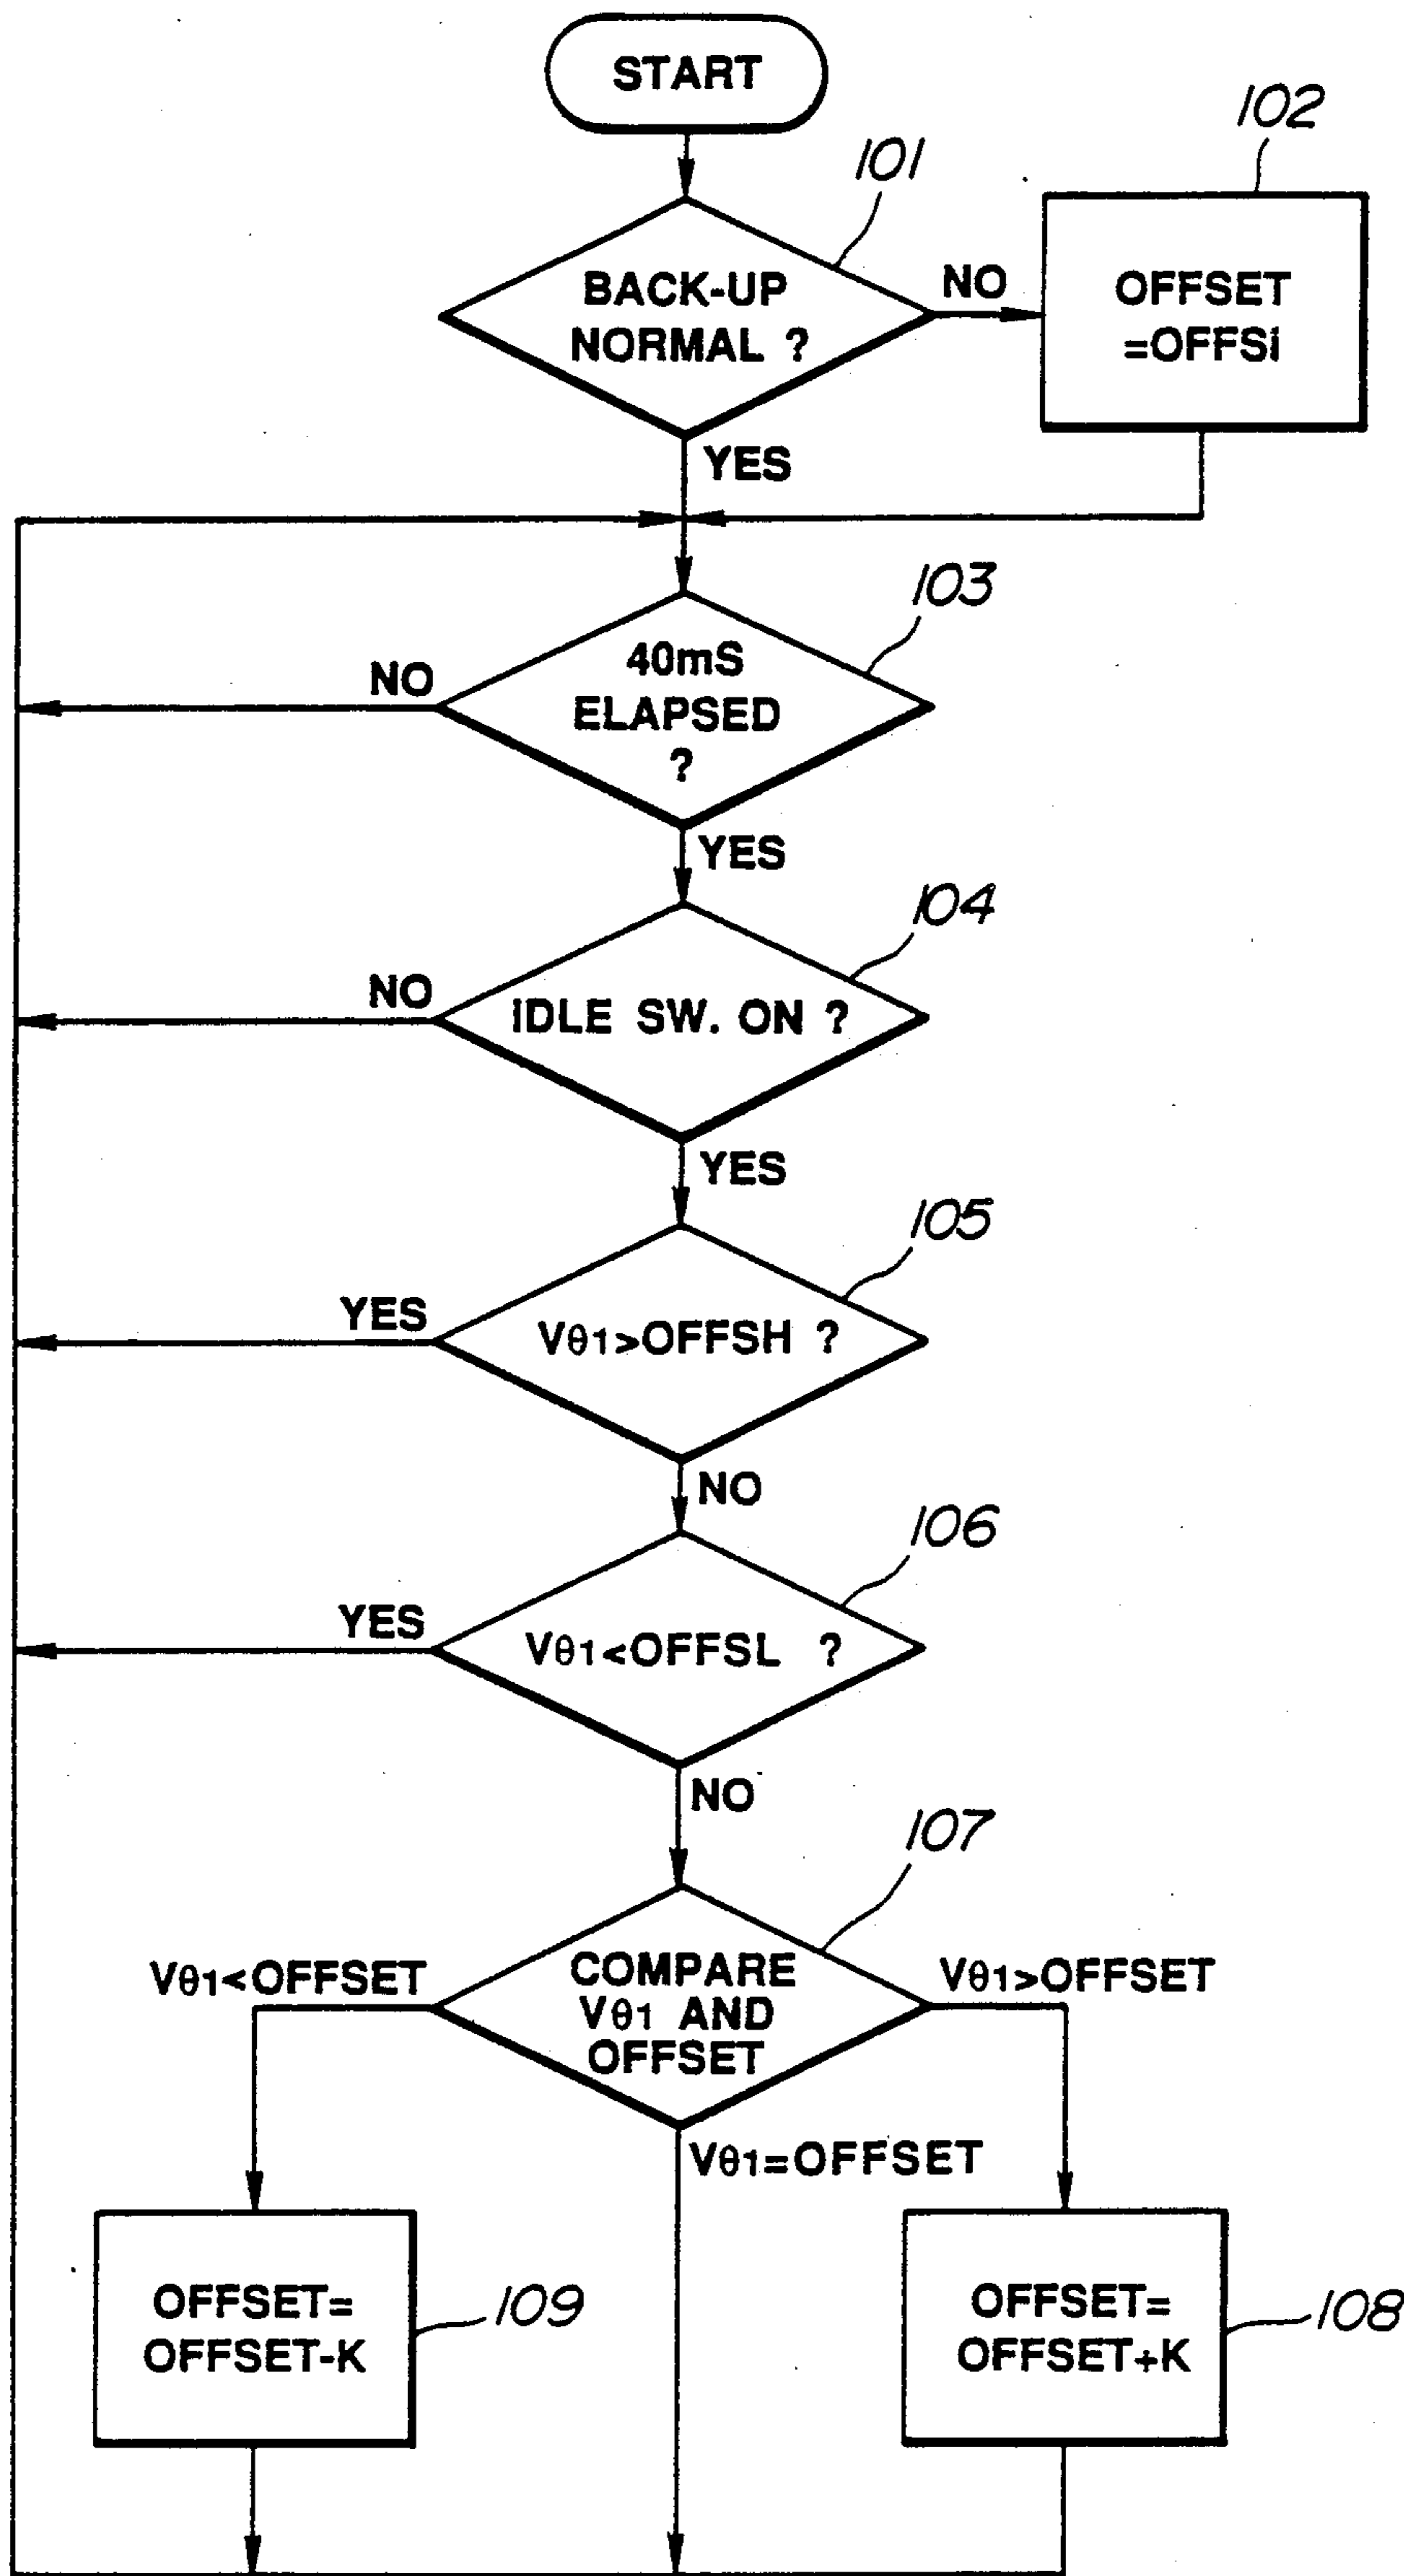 START
101
102
BACK-UP
NORMAL ?
NO
OFFSET
=OFFSi
YES
103
40mS
ELAPSED
?
NO
YES
104
IDLE SW. ON ?
NO
YES
105
Vθ1>OFFSH ?
YES
NO
106
Vθ1<OFFSL ?
YES
NO
107
COMPARE
Vθ1 AND
OFFSET
Vθ1<OFFSET
Vθ1>OFFSET
Vθ1=OFFSET
OFFSET=
OFFSET-K
109
OFFSET=
OFFSET+K
108